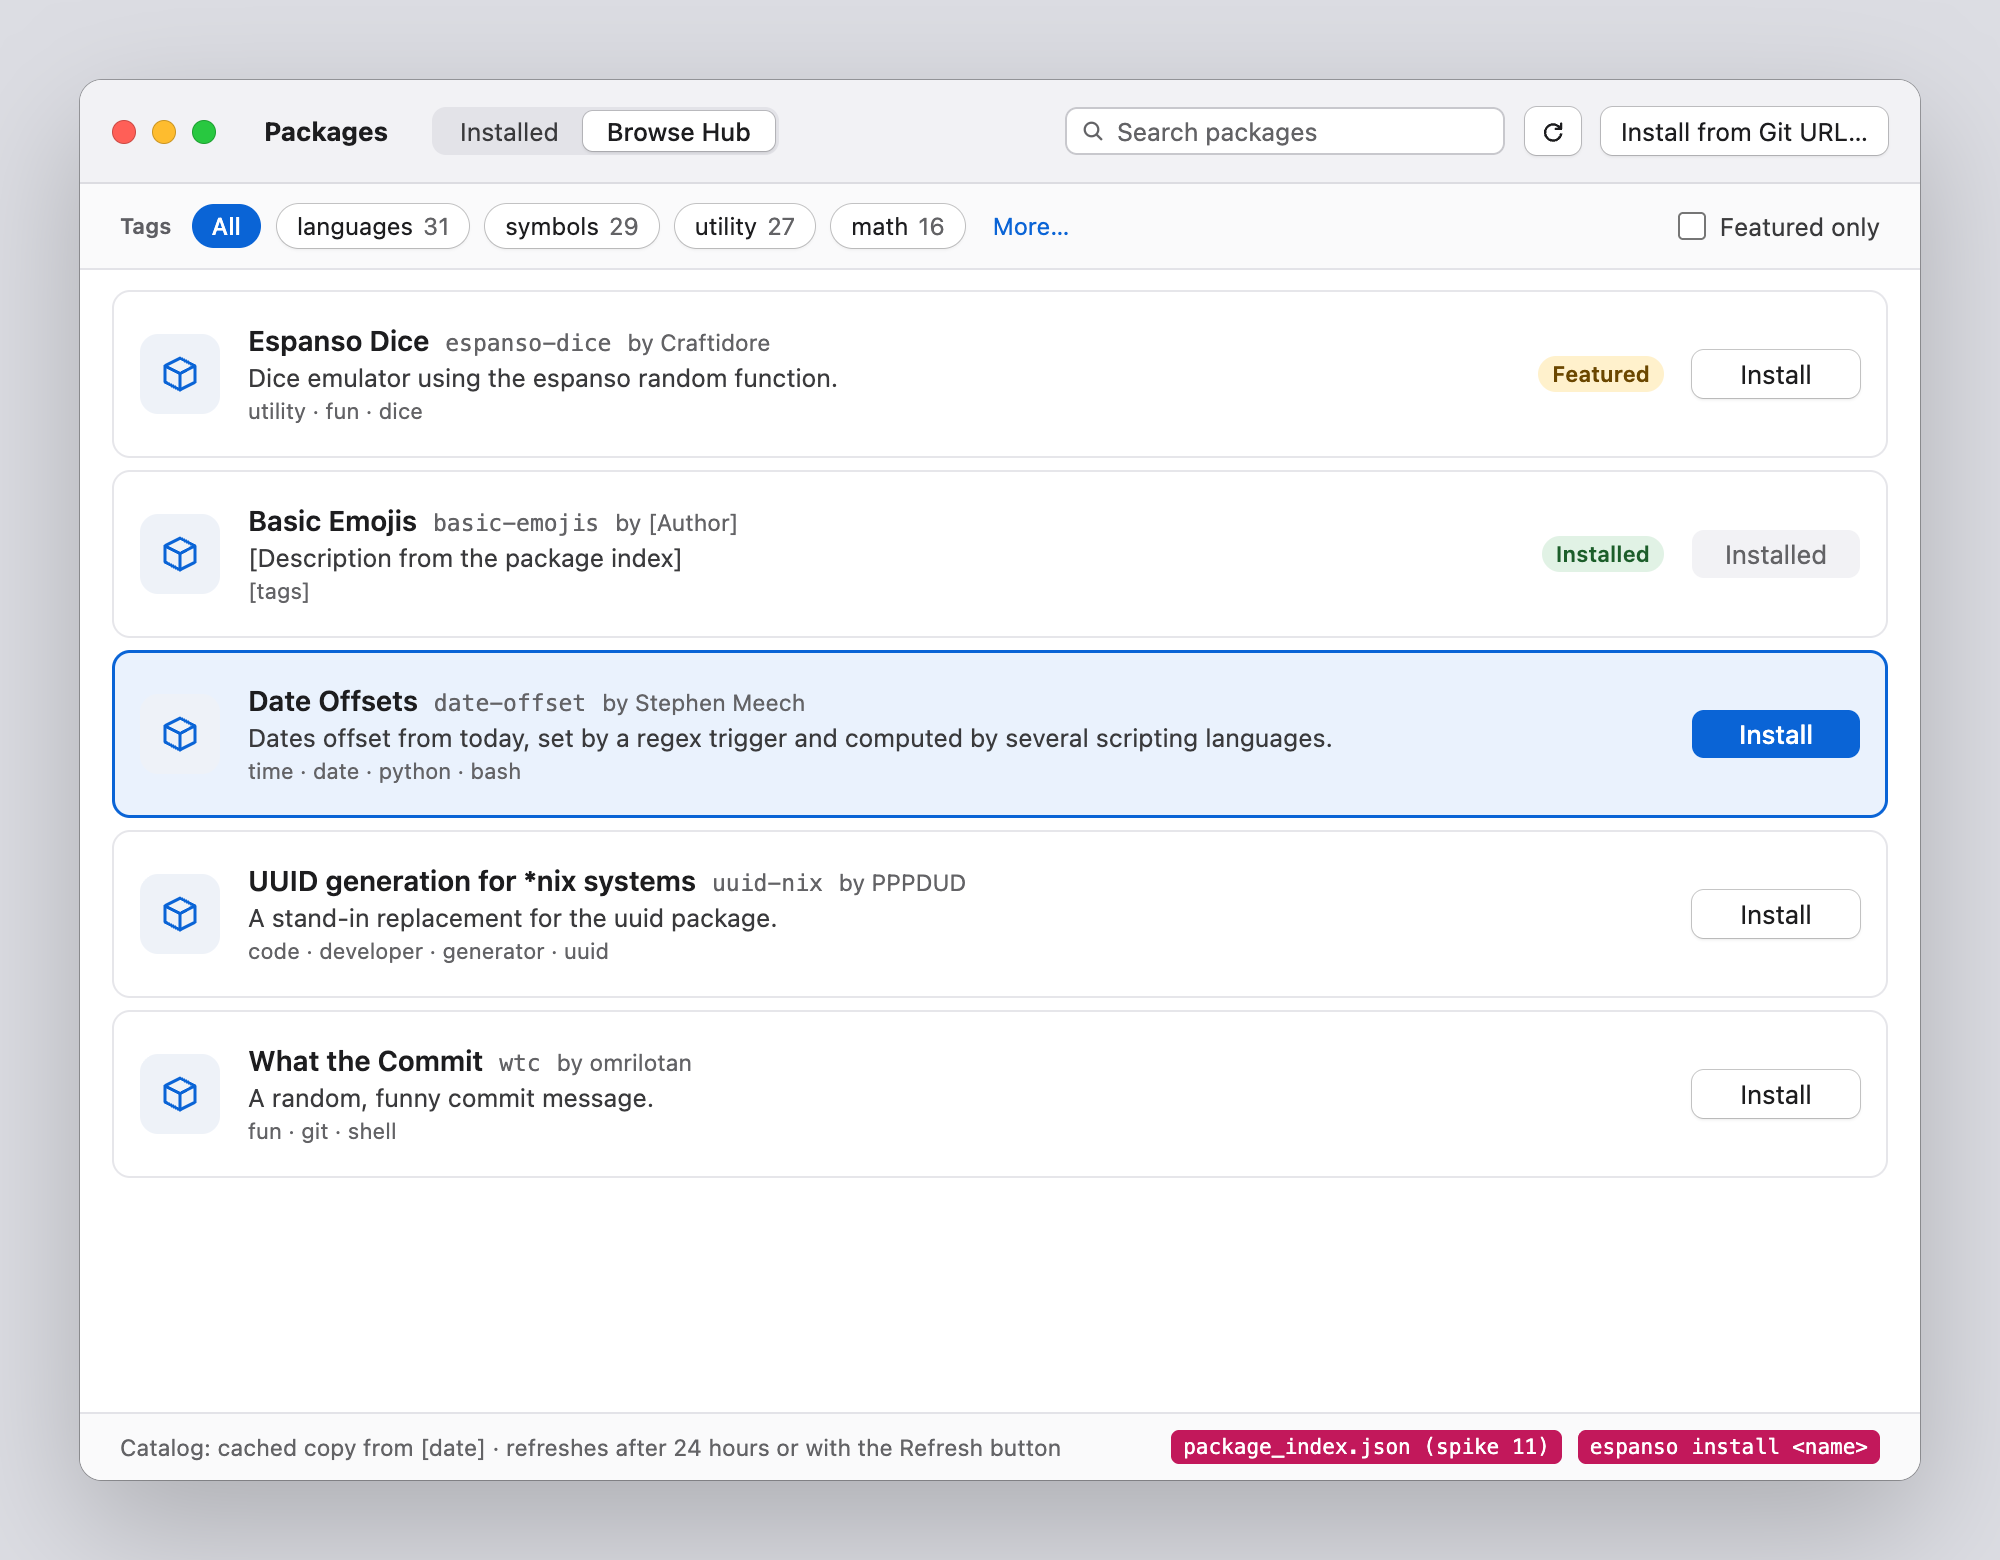 Packages Installed Browse Hub Search packages Install from Git URL...
Tags All languages 31 symbols 29 utility 27 math 16 More... Featured only
Espanso Dice espanso-dice by Craftidore
Dice emulator using the espanso random function.
utility · fun · dice
Featured Install
Basic Emojis basic-emojis by [Author]
[Description from the package index]
[tags]
Installed Installed
Date Offsets date-offset by Stephen Meech
Dates offset from today, set by a regex trigger and computed by several scripting languages.
time · date · python · bash
Install
UUID generation for *nix systems uuid-nix by PPPDUD
A stand-in replacement for the uuid package.
code · developer · generator · uuid
Install
What the Commit wtc by omrilotan
A random, funny commit message.
fun · git · shell
Install
Catalog: cached copy from [date] · refreshes after 24 hours or with the Refresh button package_index.json (spike 11) espanso install <name>